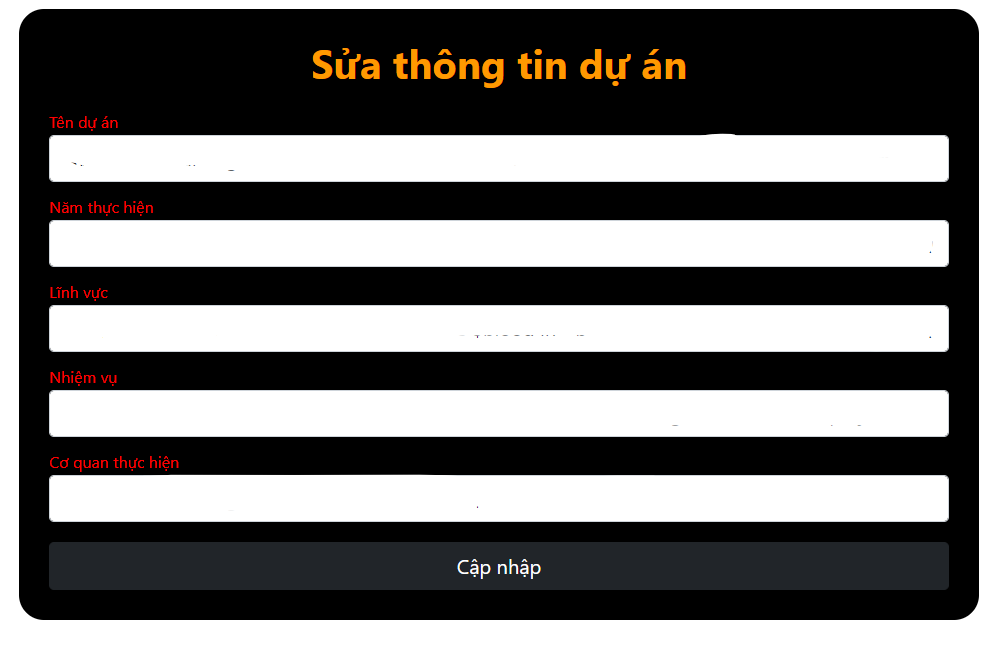 Sửa thông tin dự án
Tên dự án
Năm thực hiện
Lĩnh vực
Nhiệm vụ
Cơ quan thực hiện
Cập nhập